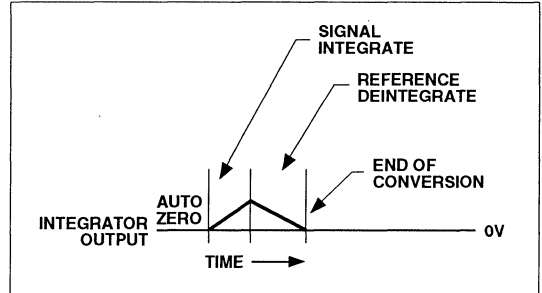 SIGNAL
INTEGRATE
REFERENCE
DEINTEGRATE
END OF
CONVERSION
AUTO
ZERO
INTEGRATOR
OUTPUT
0V
TIME